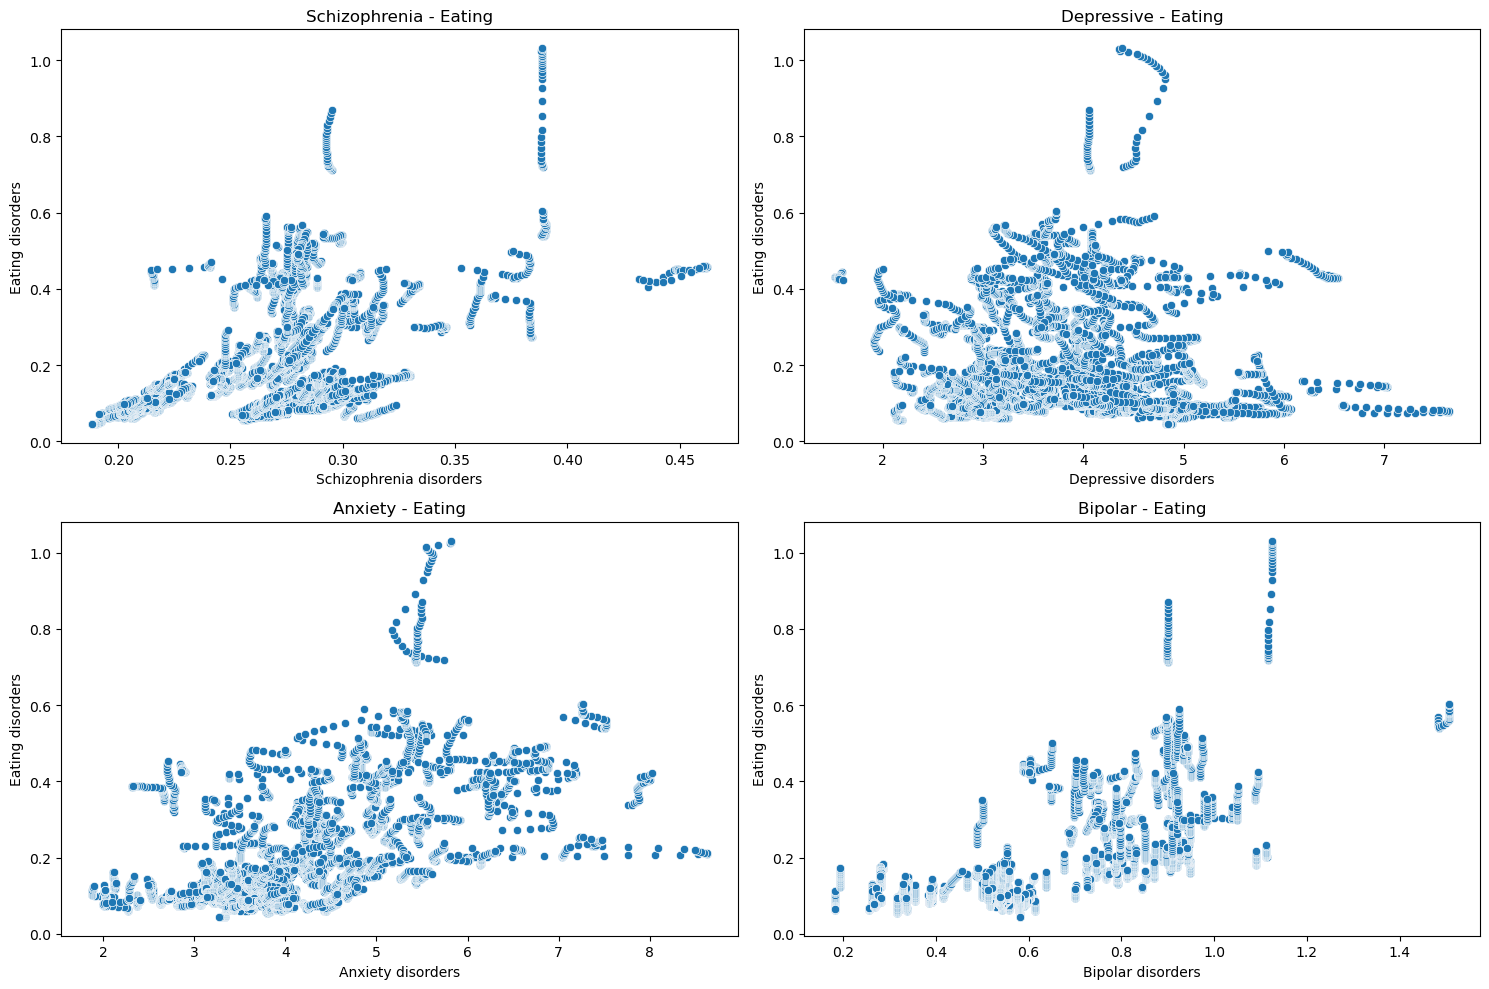 Schizophrenia - Eating
Eating disorders
1.0
0.8
0.6
0.4
0.2
0.0
0.20 0.25 0.30 0.35 0.40 0.45
Schizophrenia disorders
Depressive - Eating
Eating disorders
1.0
0.8
0.6
0.4
0.2
0.0
2 3 4 5 6 7
Depressive disorders
Anxiety - Eating
Eating disorders
1.0
0.8
0.6
0.4
0.2
0.0
2 3 4 5 6 7 8
Anxiety disorders
Bipolar - Eating
Eating disorders
1.0
0.8
0.6
0.4
0.2
0.0
0.2 0.4 0.6 0.8 1.0 1.2 1.4
Bipolar disorders